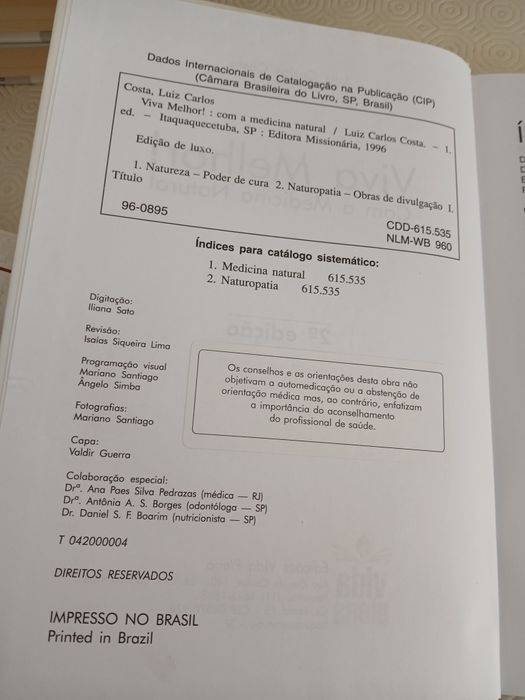 Dados Internacionais de Catalogação na Publicação (CIP)
(Câmara Brasileira do Livro, SP, Brasil)
Costa, Luiz Carlos
Viva Melhor! : com a medicina natural / Luiz Carlos Costa. – 1.
ed. – Itaquaquecetuba, SP : Editora Missionária, 1996
Edição de luxo.
1. Natureza – Poder de cura 2. Naturopatia – Obras de divulgação I.
Título
96-0895
CDD-615.535
NLM-WB 960
Índices para catálogo sistemático:
1. Medicina natural 615.535
2. Naturopatia 615.535
Digitação:
Iliana Sato
Revisão:
Isaías Siqueira Lima
Programação visual
Mariano Santiago
Ângelo Simba
Fotografias:
Mariano Santiago
Capa:
Valdir Guerra
Os conselhos e as orientações desta obra não
objetivam a automedicação ou a abstenção de
orientação médica mas, ao contrário, enfatizam
a importância do aconselhamento
do profissional de saúde.
Colaboração especial:
Drª. Ana Paes Silva Pedrazas (médica — RJ)
Drª. Antônia A. S. Borges (odontóloga — SP)
Dr. Daniel S. F. Boarim (nutricionista — SP)
T 042000004
DIREITOS RESERVADOS
IMPRESSO NO BRASIL
Printed in Brazil